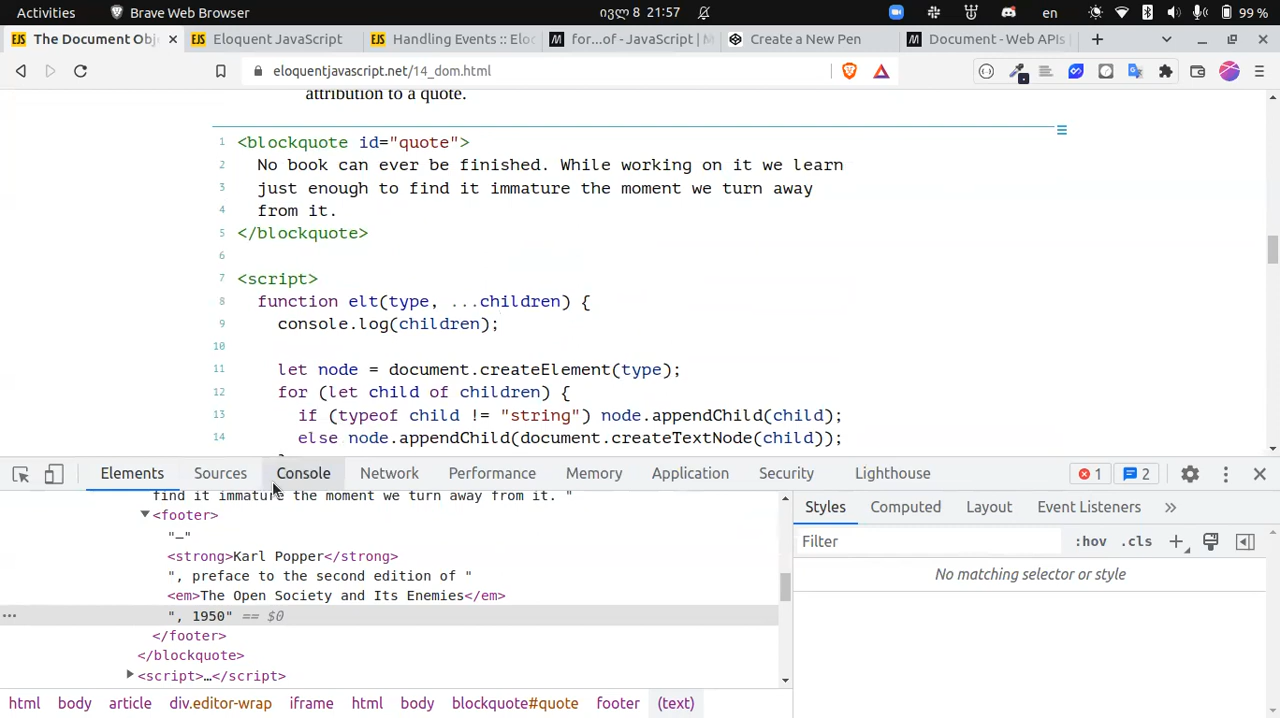 Activities Brave Web Browser ივლ 8 21:57 en 99 %
The Document Obj Eloquent JavaScript Handling Events :: Elo for...of - JavaScript | M Create a New Pen Document - Web APIs |
eloquentjavascript.net/14_dom.html
attribution to a quote.
1 <blockquote id="quote">
2 No book can ever be finished. While working on it we learn
3 just enough to find it immature the moment we turn away
4 from it.
5 </blockquote>
6
7 <script>
8 function elt(type, ...children) {
9 console.log(children);
10
11 let node = document.createElement(type);
12 for (let child of children) {
13 if (typeof child != "string") node.appendChild(child);
14 else node.appendChild(document.createTextNode(child));
Elements Sources Console Network Performance Memory Application Security Lighthouse 1 2
find it immature the moment we turn away from it. "
<footer>
"—"
<strong>Karl Popper</strong>
", preface to the second edition of "
<em>The Open Society and Its Enemies</em>
", 1950" == $0
</footer>
</blockquote>
<script>…</script>
html body article div.editor-wrap iframe html body blockquote#quote footer (text)
Styles Computed Layout Event Listeners
Filter :hov .cls
No matching selector or style